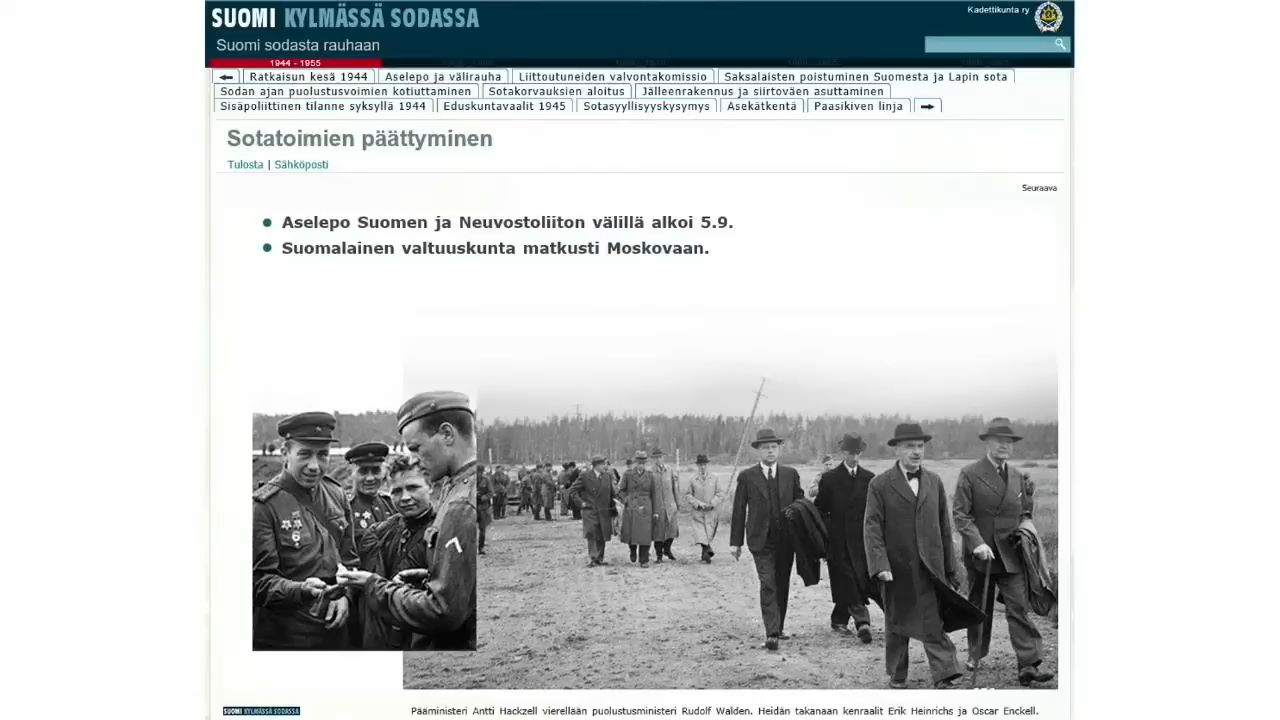 SUOMI KYLMÄSSÄ SODASSA
Kadettikunta ry
Suomi sodasta rauhaan
1944 - 1955
Ratkaisun kesä 1944 Aselepo ja välirauha Liittoutuneiden valvontakomissio Saksalaisten poistuminen Suomesta ja Lapin sota
Sodan ajan puolustusvoimien kotiuttaminen Sotakorvauksien aloitus Jälleenrakennus ja siirtoväen asuttaminen
Sisäpoliittinen tilanne syksyllä 1944 Eduskuntavaalit 1945 Sotasyyllisyyskysymys Asekätkentä Paasikiven linja
Sotatoimien päättyminen
Tulosta | Sähköposti
Seuraava
Aselepo Suomen ja Neuvostoliiton välillä alkoi 5.9.
Suomalainen valtuuskunta matkusti Moskovaan.
SUOMI KYLMÄSSÄ SODASSA
Pääministeri Antti Hackzell vierellään puolustusministeri Rudolf Walden. Heidän takanaan kenraalit Erik Heinrichs ja Oscar Enckell.